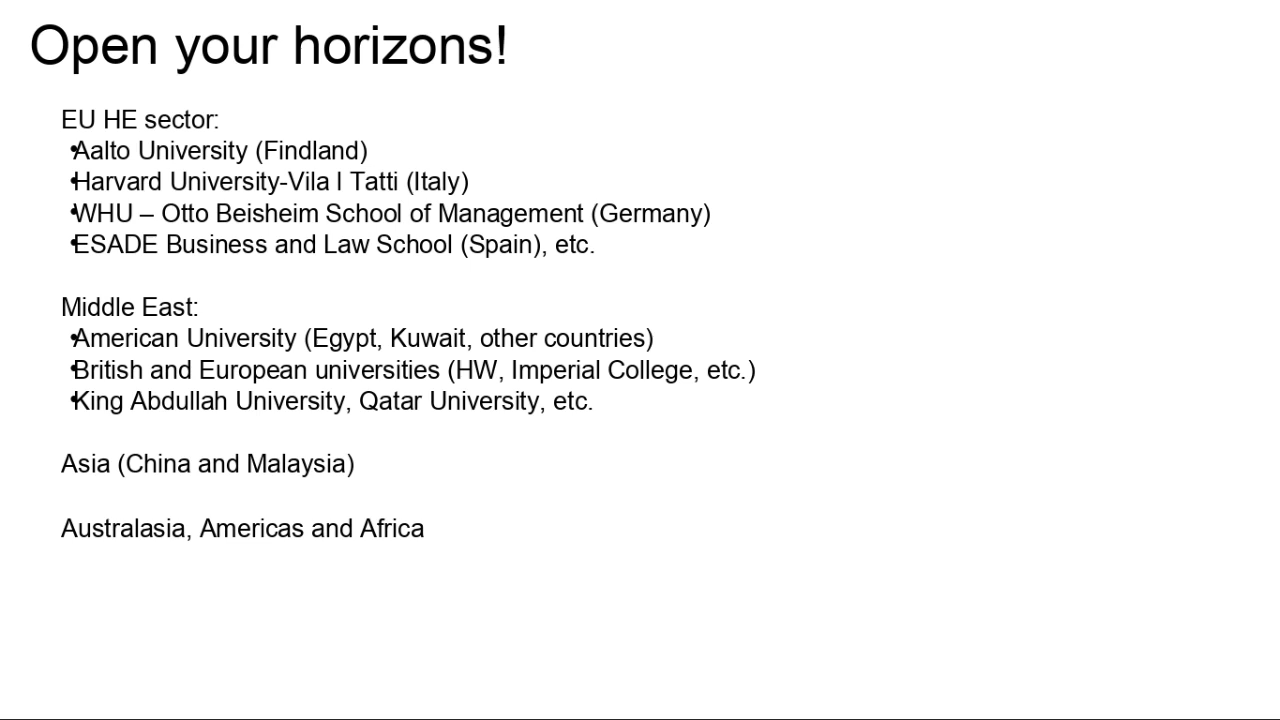 Open your horizons!
EU HE sector:
•Aalto University (Findland)
•Harvard University-Vila I Tatti (Italy)
•WHU – Otto Beisheim School of Management (Germany)
•ESADE Business and Law School (Spain), etc.
Middle East:
•American University (Egypt, Kuwait, other countries)
•British and European universities (HW, Imperial College, etc.)
•King Abdullah University, Qatar University, etc.
Asia (China and Malaysia)
Australasia, Americas and Africa